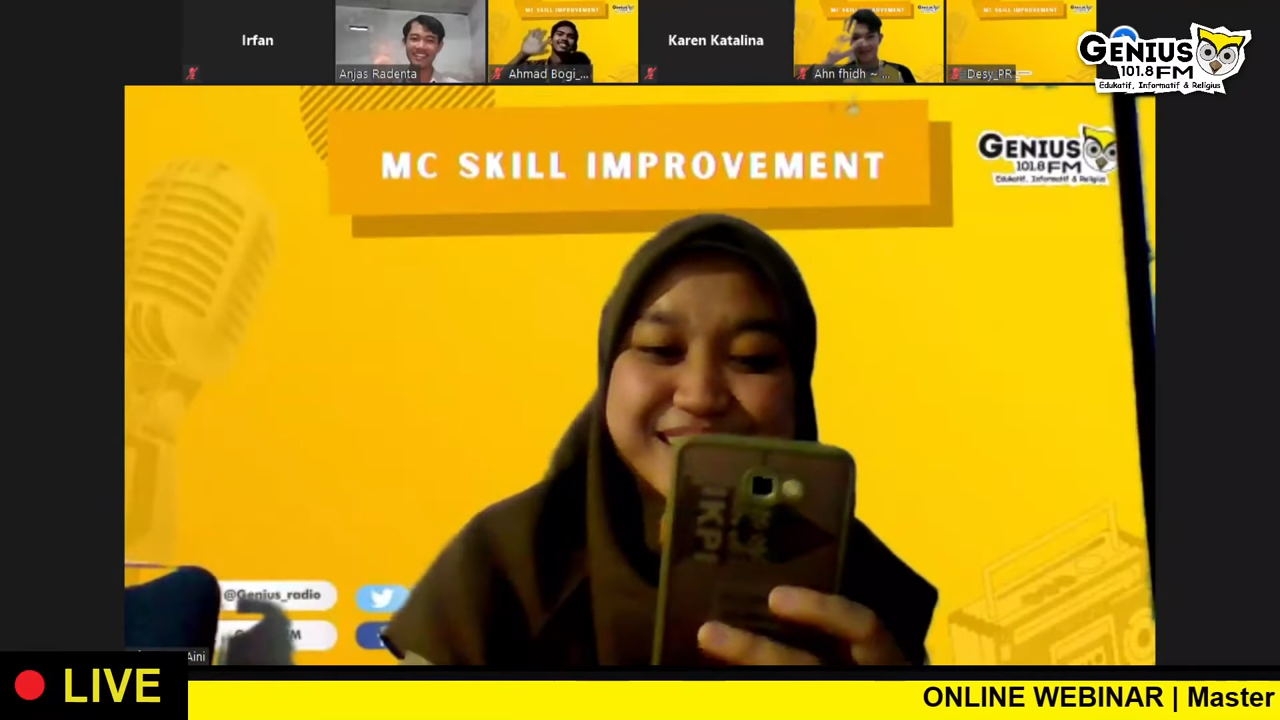 Irfan
Anjas Radenta
Ahmad Bogi_...
Karen Katalina
Ahn fhidh ~ ...
Desy_PR
GENIUS
101.8 FM
Edukatif, Informatif & Religius
MC SKILL IMPROVEMENT
GENIUS
101.8 FM
Edukatif, Informatif & Religius
@Genius_radio
Aini
LIVE
ONLINE WEBINAR | Master